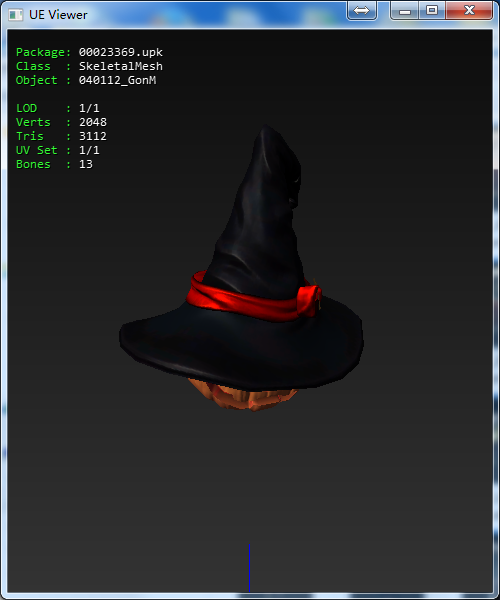 UE Viewer
Package: 00023369.upk
Class : SkeletalMesh
Object : 040112_GonM
LOD : 1/1
Verts : 2048
Tris : 3112
UV Set : 1/1
Bones : 13